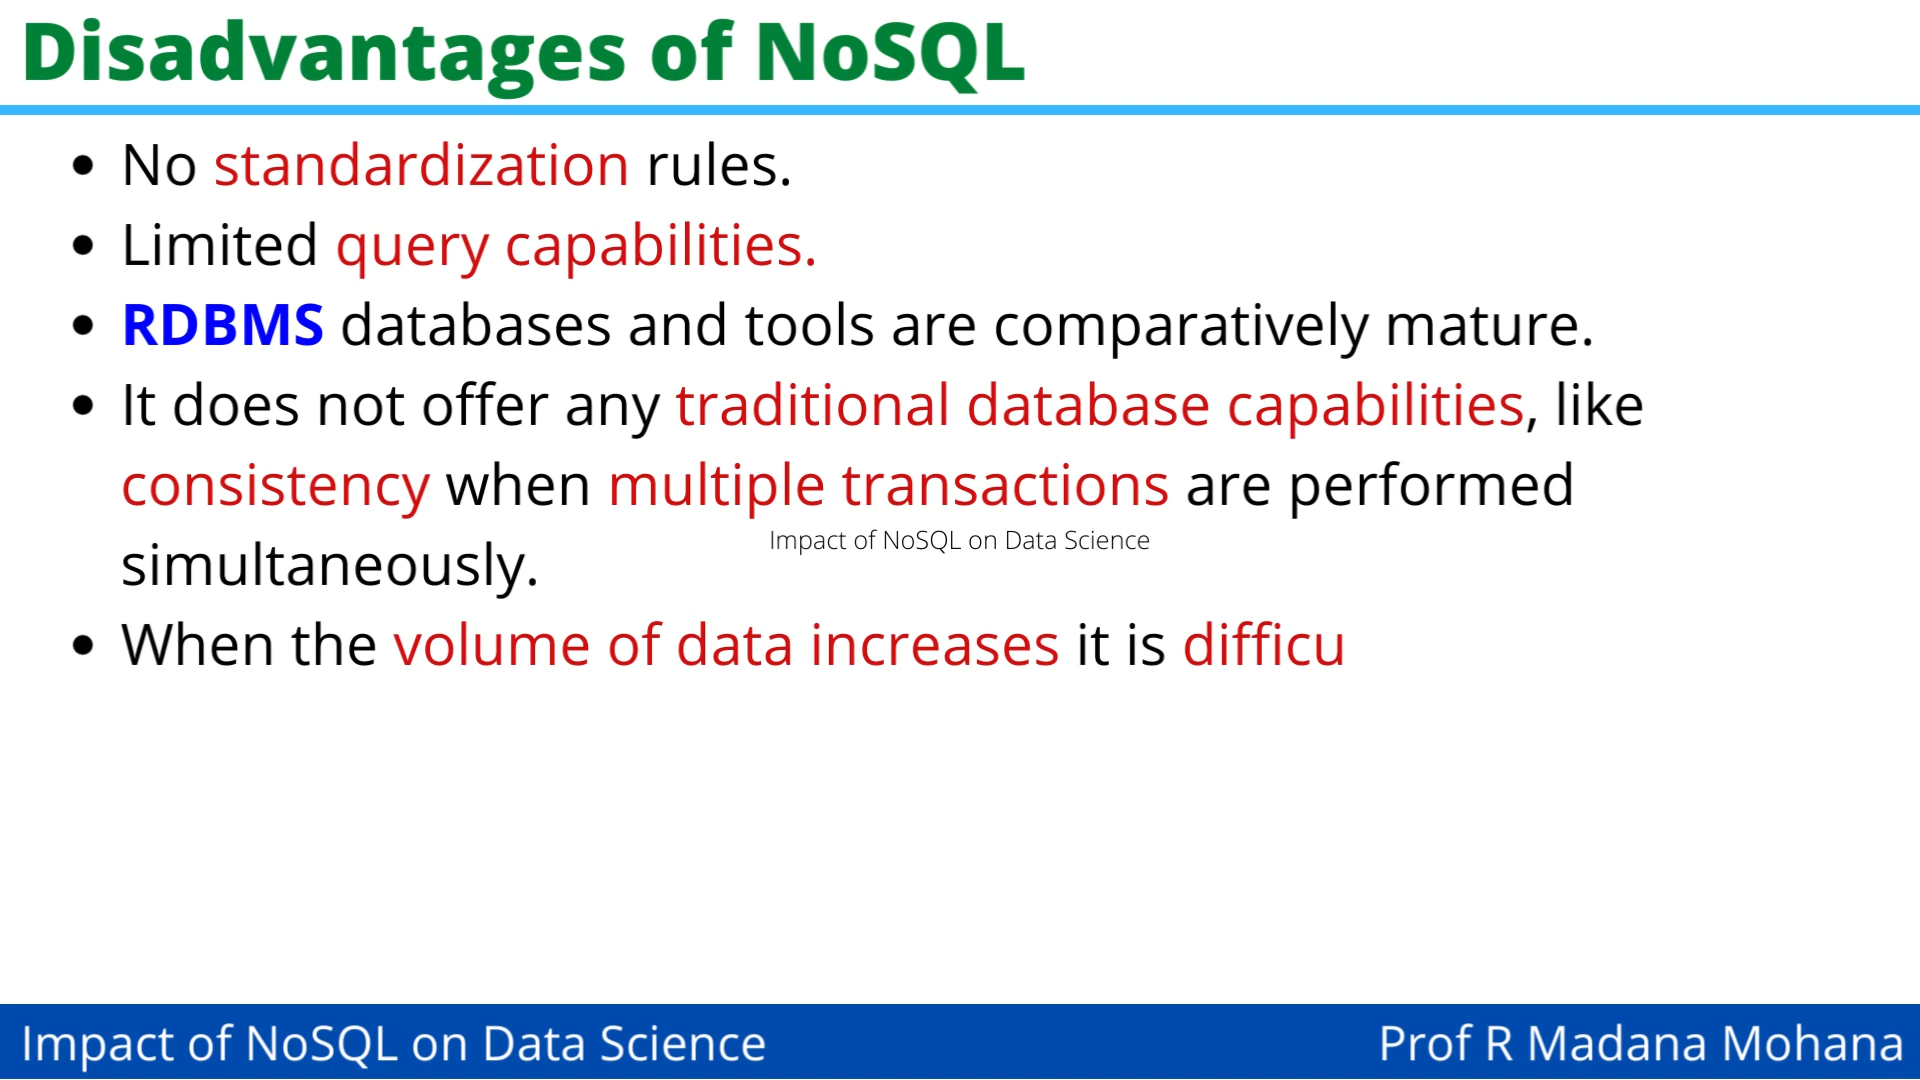 Disadvantages of NoSQL
• No standardization rules.
• Limited query capabilities.
• RDBMS databases and tools are comparatively mature.
• It does not offer any traditional database capabilities, like
consistency when multiple transactions are performed
Impact of NoSQL on Data Science
simultaneously.
• When the volume of data increases it is difficu
Impact of NoSQL on Data Science
Prof R Madana Mohana